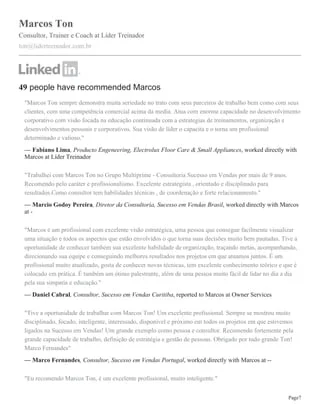 Marcos Ton
Consultor, Trainer e Coach at Líder Treinador
ton@lidertreinador.com.br
LinkedIn
49 people have recommended Marcos
"Marcos Ton sempre demonstra muita seriedade no trato com seus parceiros de trabalho bem como com seus
clientes, com uma competência comercial acima da media. Atua com enorme capacidade no desenvolvimento
corporativo com visão focada na educação continuada com a estrategias de treinamentos, organização e
desenvolvimentos pessoais e corporativos. Sua visão de líder o capacita e o torna um profissional
determinado e valioso."
— Fabiano Lima, Producto Engeneering, Electrolux Floor Care & Small Appliances, worked directly with
Marcos at Líder Treinador
"Trabalhei com Marcos Ton no Grupo Multiprime - Consultoria Sucesso em Vendas por mais de 9 anos.
Recomendo pelo caráter e profissionalismo. Excelente estrategista , orientado e disciplinado para
resultados.Como consultor tem habilidades técnicas , de coordenação e forte relacionamento."
— Marcio Godoy Pereira, Diretor da Consultoria, Sucesso em Vendas Brasil, worked directly with Marcos
at -
"Marcos é um profissional com excelente visão estratégica, uma pessoa que consegue facilmente visualizar
uma situação e todos os aspectos que estão envolvidos o que torna suas decisões muito bem pautadas. Tive a
oportunidade de conhecer também sua excelente habilidade de organização, traçando metas, acompanhando,
direcionando sua equipe e conseguindo melhores resultados nos projetos em que atuamos juntos. É um
profissional muito atualizado, gosta de conhecer novas técnicas, tem excelente conhecimento teórico e que é
colocado em prática. É também um ótimo palestrante, além de uma pessoa muito fácil de lidar no dia a dia
pela sua simpatia e educação."
— Daniel Cabral, Consultor, Sucesso em Vendas Curitiba, reported to Marcos at Owner Services
"Tive a oportunidade de trabalhar com Marcos Ton! Um excelente profissional. Sempre se mostrou muito
disciplinado, focado, inteligente, interessado, disponível e próximo em todos os projetos em que estivemos
ligados na Sucesso em Vendas! Um grande exemplo como pessoa e consultor. Recomendo fortemente pela
grande capacidade de trabalho, definição de estratégia e gestão de pessoas. Obrigado por tudo grande Ton!
Marco Fernandes"
— Marco Fernandes, Consultor, Sucesso em Vendas Portugal, worked directly with Marcos at --
"Eu recomendo Marcos Ton, é um excelente profissional, muito inteligente."
Page1